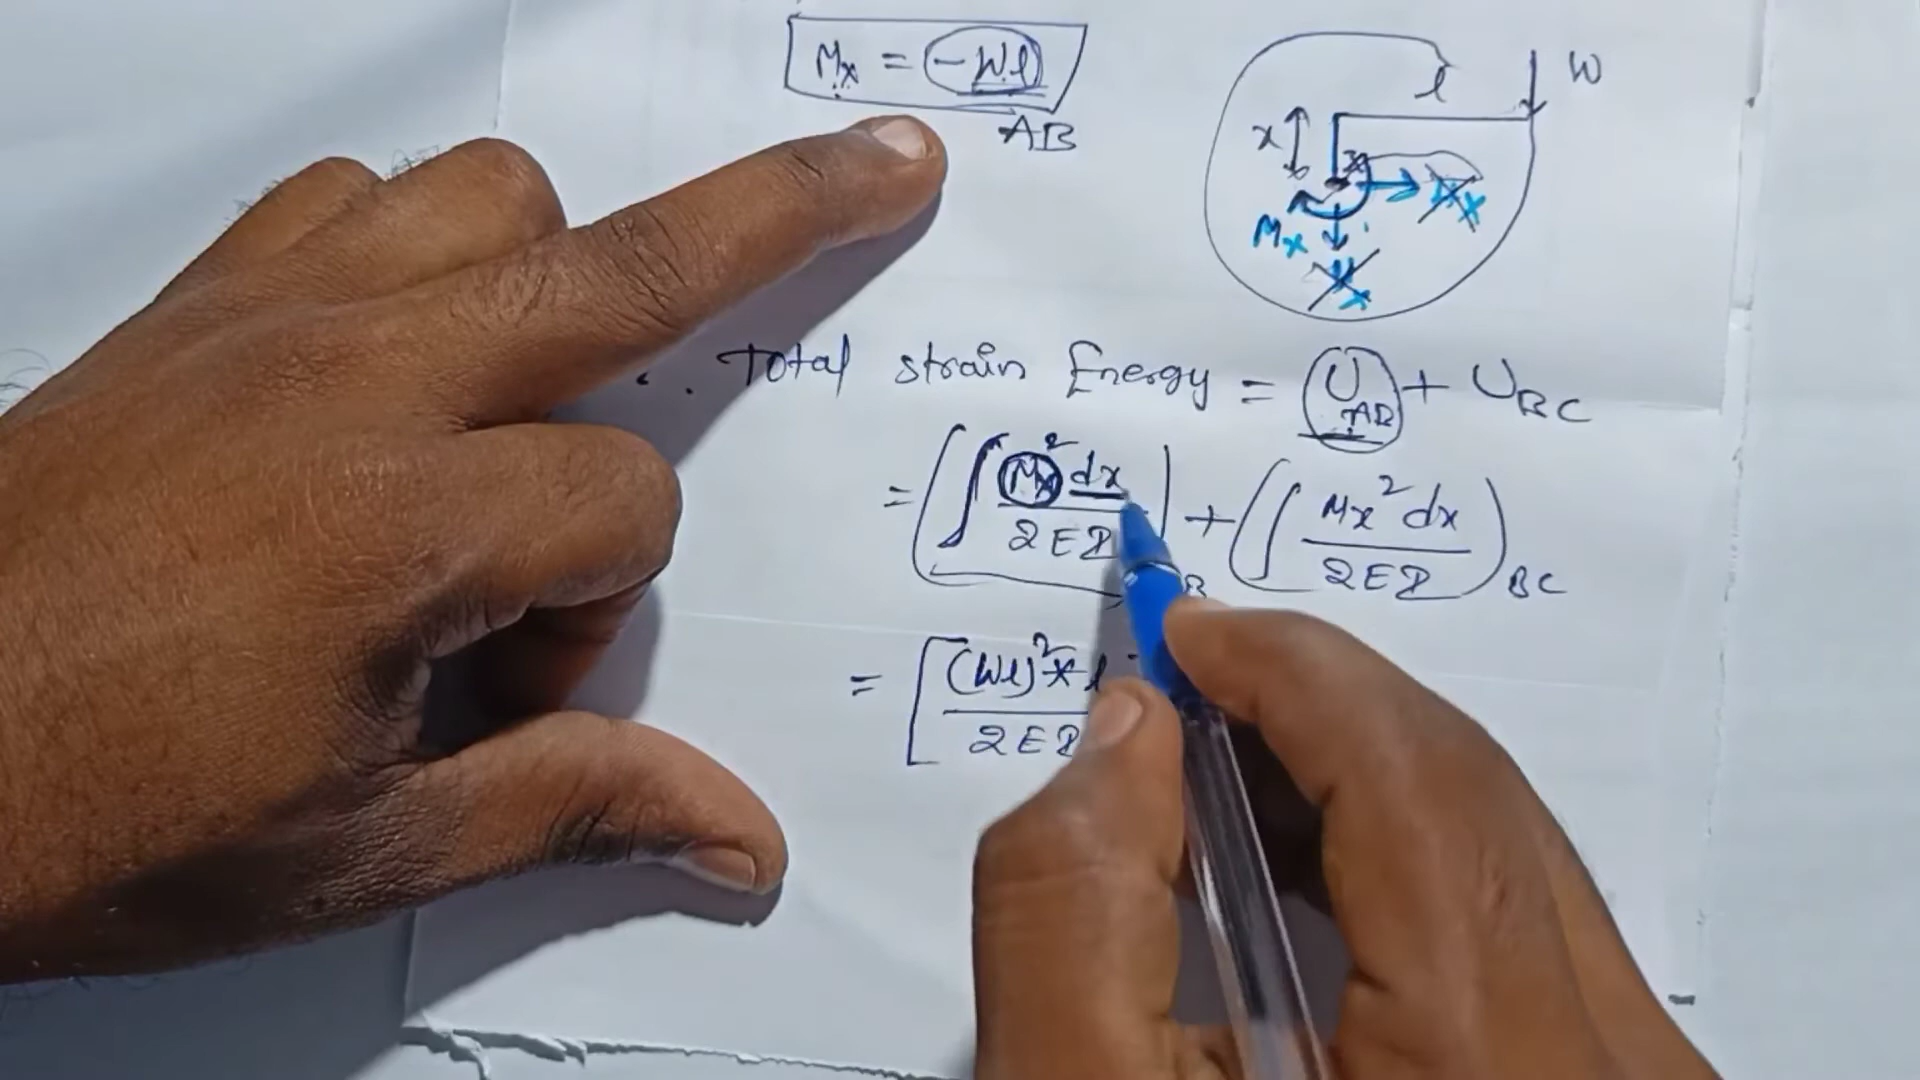 Mx = -Wl
AB
l
W
x
x
Mx
∴ Total strain Energy = U_AB + U_BC
= (∫ Mx² dx / 2EI) + (∫ Mx² dx / 2EI)_BC
= [(Wl)² × l / 2EI